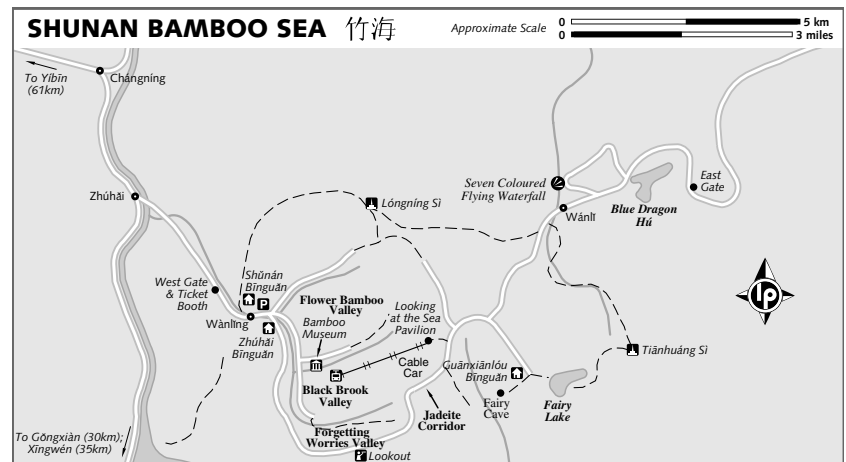 SHUNAN BAMBOO SEA 竹海
Approximate Scale
0 5 km
0 3 miles
To Yíbīn
(61km)
Chángníng
Zhúhǎi
Lóngníng Sì
Seven Coloured
Flying Waterfall
Wànlǐ
Blue Dragon
Hú
East
Gate
West Gate
& Ticket
Booth
Shǔnán
Bīnguǎn
P
Wànlǐng
Zhúhǎi
Bīnguǎn
Flower Bamboo
Valley
Bamboo
Museum
Looking
at the Sea
Pavilion
Cable
Car
Black Brook
Valley
Guānxiānlóu
Bīnguǎn
Tiānhuáng Sì
Fairy
Cave
Fairy
Lake
Jadeite
Corridor
Forgetting
Worries Valley
Lookout
To Gǒngxiàn (30km);
Xīngwén (35km)
lp